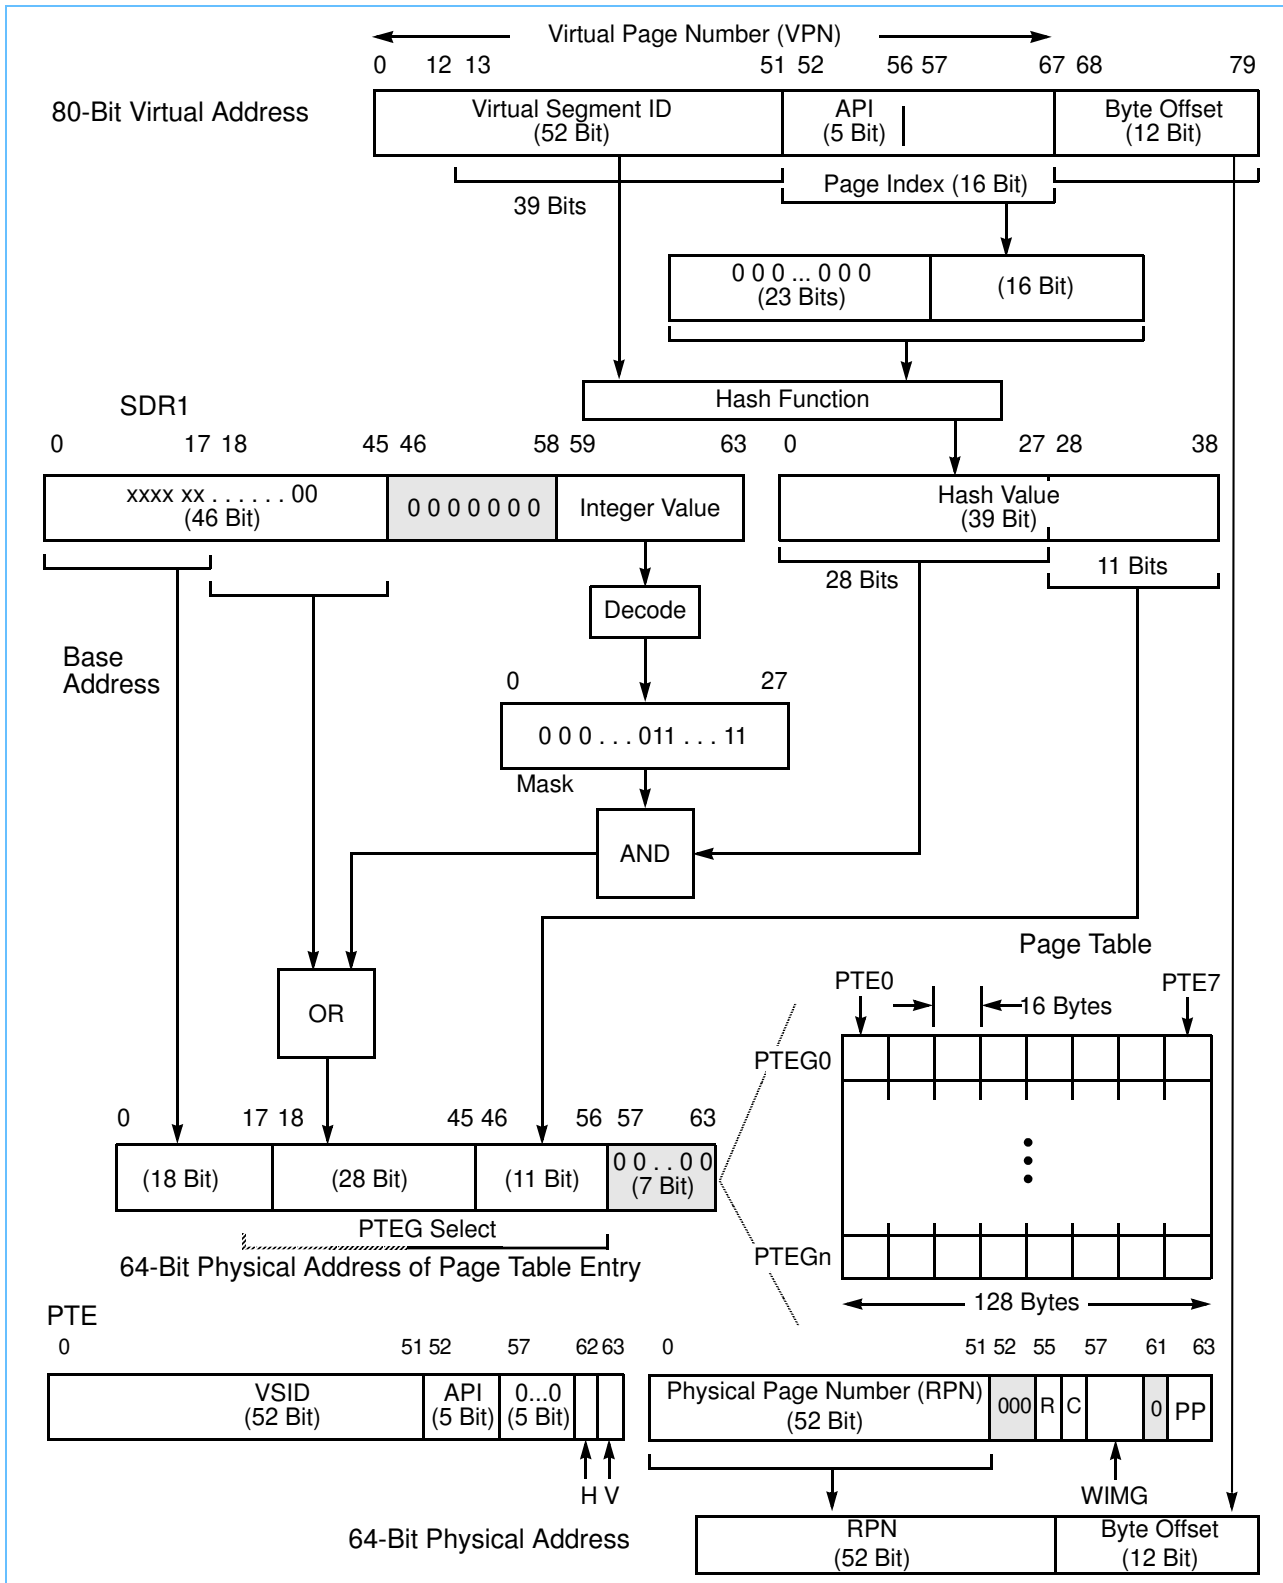 Virtual Page Number (VPN)
0 12 13 51 52 56 57 67 68 79
80-Bit Virtual Address
Virtual Segment ID
(52 Bit)
API
(5 Bit)
Byte Offset
(12 Bit)
39 Bits
Page Index (16 Bit)
0 0 0 ... 0 0 0
(23 Bits)
(16 Bit)
Hash Function
SDR1
0 17 18 45 46 58 59 63
0 27 28 38
xxxx xx . . . . . . 00
(46 Bit)
0 0 0 0 0 0 0
Integer Value
Hash Value
(39 Bit)
28 Bits
11 Bits
Decode
Base
Address
0 27
0 0 0 . . . 011 . . . 11
Mask
AND
OR
Page Table
PTE0
16 Bytes
PTE7
PTEG0
PTEGn
128 Bytes
0 17 18 45 46 56 57 63
(18 Bit)
(28 Bit)
(11 Bit)
0 0 . . 0 0
(7 Bit)
PTEG Select
64-Bit Physical Address of Page Table Entry
PTE
0 51 52 57 62 63
0 51 52 55 57 61 63
VSID
(52 Bit)
API
(5 Bit)
0...0
(5 Bit)
H V
Physical Page Number (RPN)
(52 Bit)
000
R
C
0
PP
WIMG
64-Bit Physical Address
RPN
(52 Bit)
Byte Offset
(12 Bit)